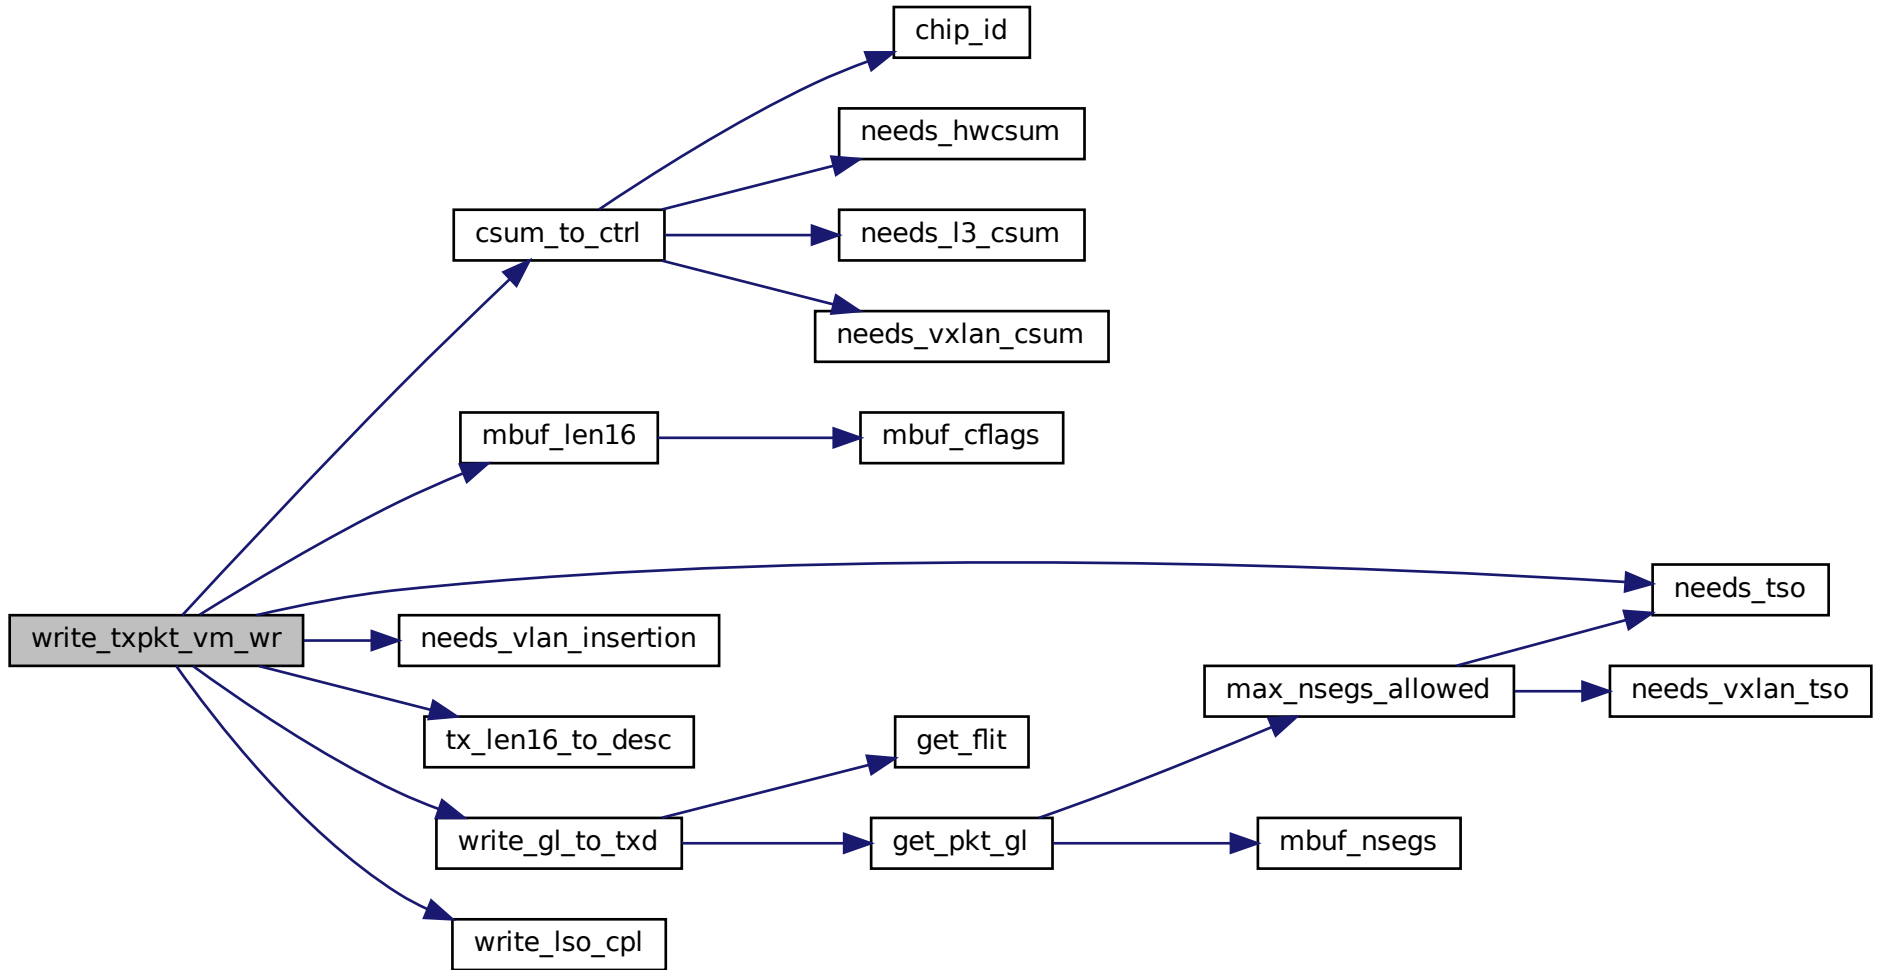 chip_id
needs_hwcsum
csum_to_ctrl
needs_l3_csum
needs_vxlan_csum
mbuf_len16
mbuf_cflags
needs_tso
write_txpkt_vm_wr
needs_vlan_insertion
max_nsegs_allowed
needs_vxlan_tso
tx_len16_to_desc
get_flit
write_gl_to_txd
get_pkt_gl
mbuf_nsegs
write_lso_cpl